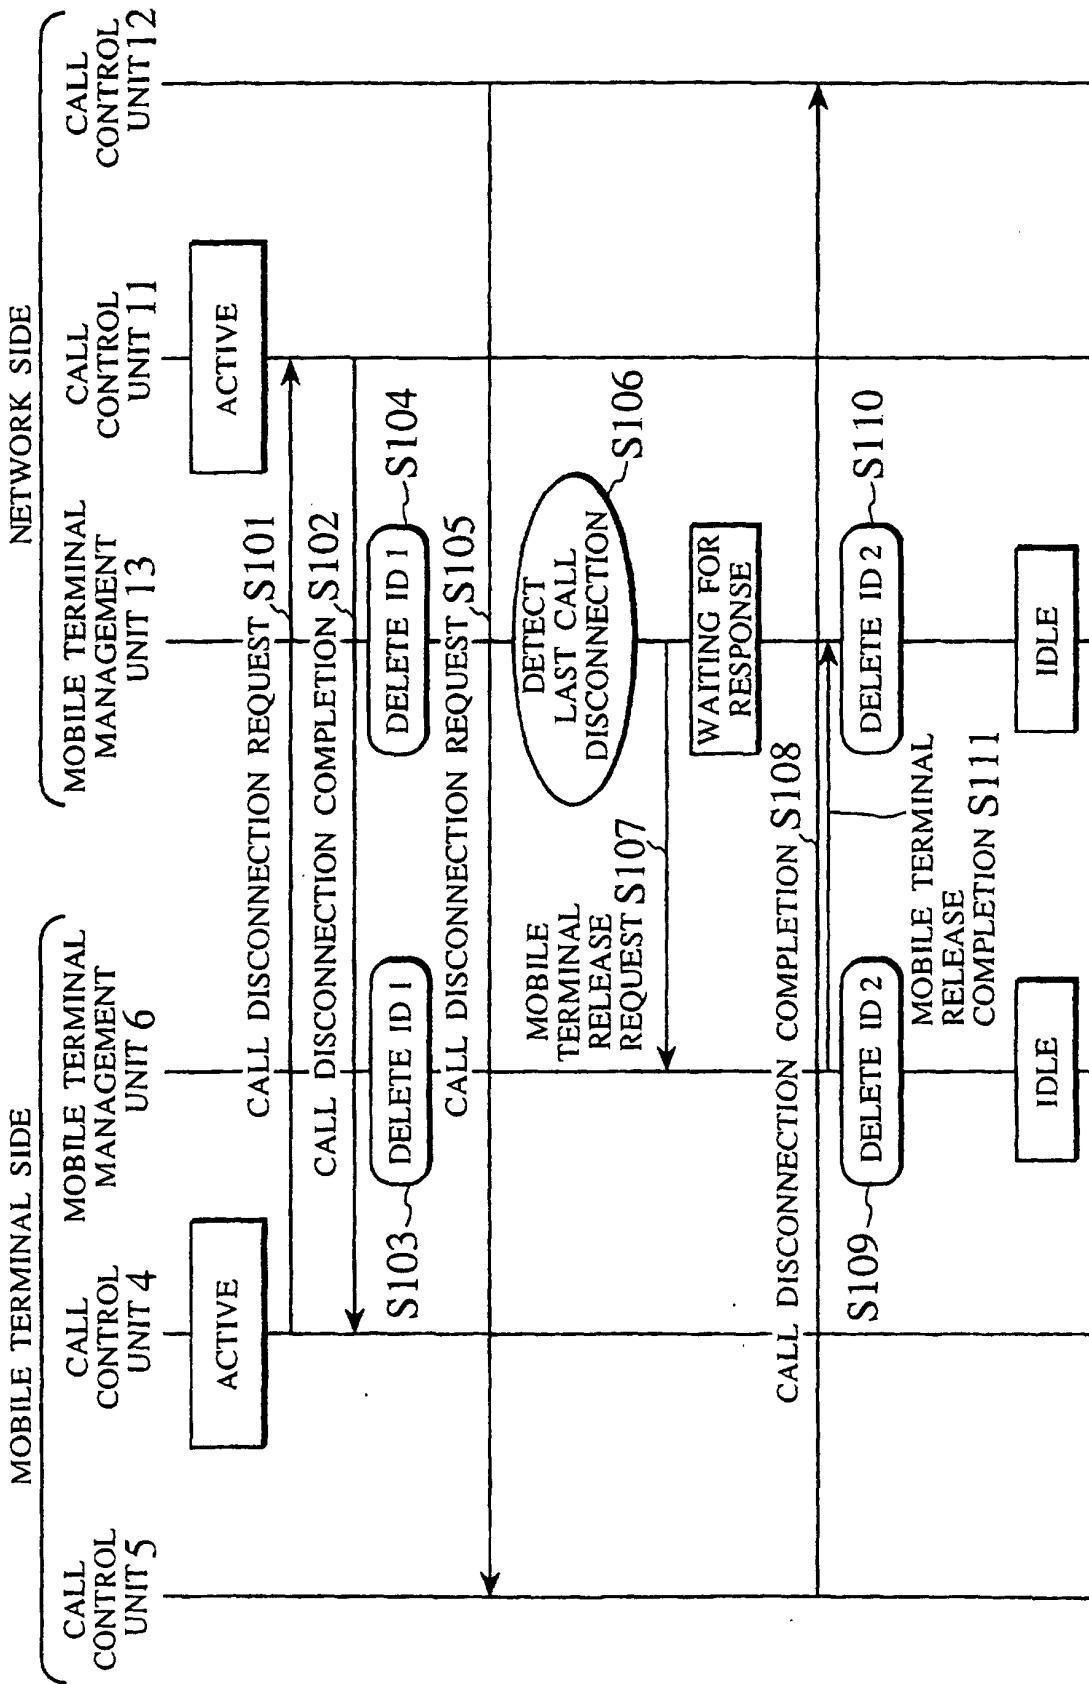 MOBILE TERMINAL SIDE
NETWORK SIDE
CALL
CONTROL
UNIT 5
CALL
CONTROL
UNIT 4
MOBILE TERMINAL
MANAGEMENT
UNIT 6
MOBILE TERMINAL
MANAGEMENT
UNIT 13
CALL
CONTROL
UNIT 11
CALL
CONTROL
UNIT 12
ACTIVE
ACTIVE
CALL DISCONNECTION REQUEST S101
CALL DISCONNECTION COMPLETION S102
S103
DELETE ID 1
DELETE ID 1
S104
CALL DISCONNECTION REQUEST S105
DETECT
LAST CALL
DISCONNECTION
S106
MOBILE
TERMINAL
RELEASE
REQUEST S107
WAITING FOR
RESPONSE
CALL DISCONNECTION COMPLETION S108
S109
DELETE ID 2
DELETE ID 2
S110
MOBILE TERMINAL
RELEASE
COMPLETION S111
IDLE
IDLE